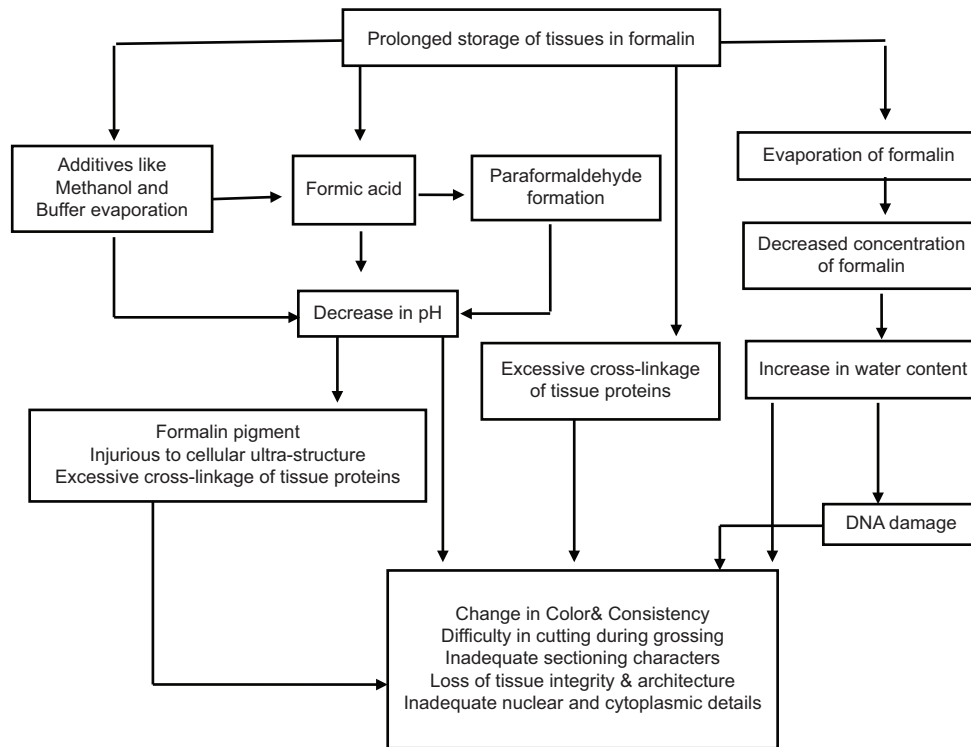 Prolonged storage of tissues in formalin
Additives like
Methanol and
Buffer evaporation
Formic acid
Paraformaldehyde
formation
Evaporation of formalin
Decreased concentration
of formalin
Decrease in pH
Excessive cross-linkage
of tissue proteins
Increase in water content
Formalin pigment
Injurious to cellular ultra-structure
Excessive cross-linkage of tissue proteins
DNA damage
Change in Color& Consistency
Difficulty in cutting during grossing
Inadequate sectioning characters
Loss of tissue integrity & architecture
Inadequate nuclear and cytoplasmic details